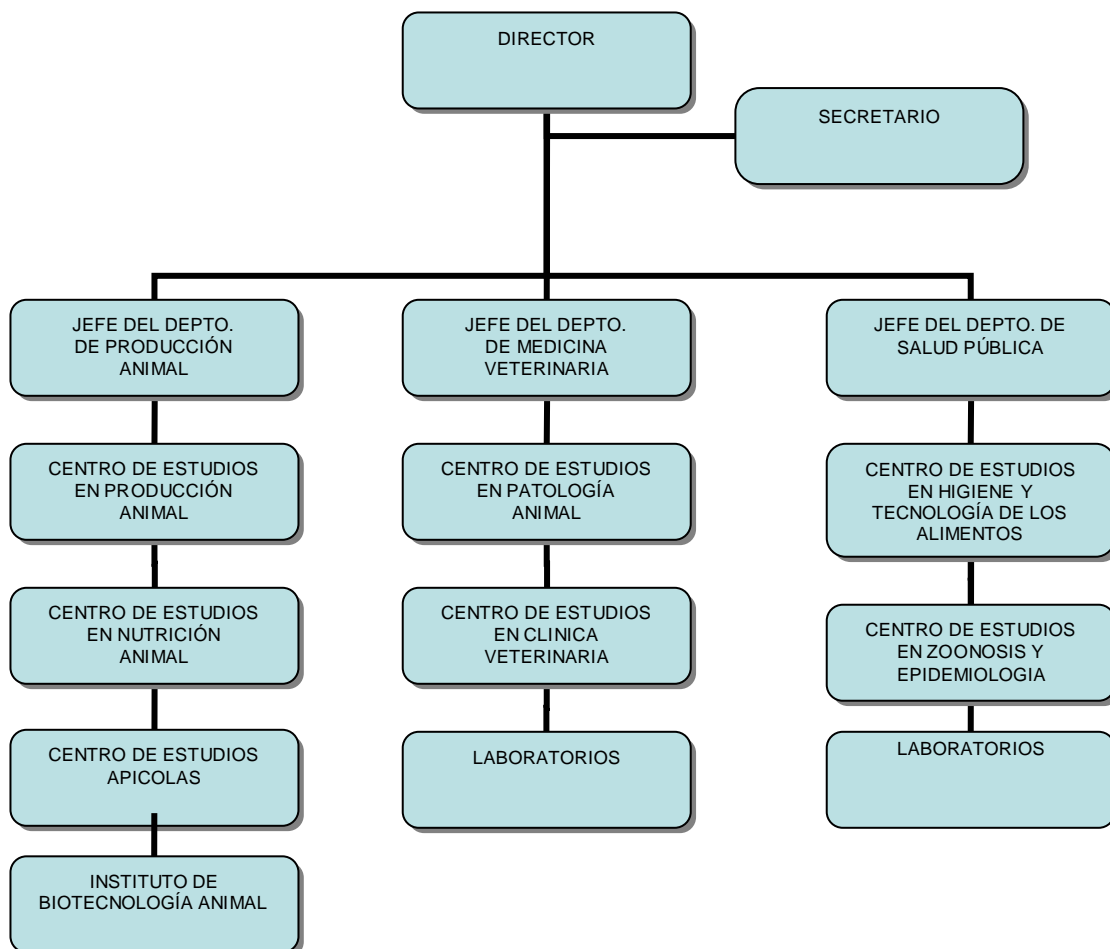 DIRECTOR
SECRETARIO
JEFE DEL DEPTO.
DE PRODUCCIÓN
ANIMAL
JEFE DEL DEPTO.
DE MEDICINA
VETERINARIA
JEFE DEL DEPTO. DE
SALUD PÚBLICA
CENTRO DE ESTUDIOS
EN PRODUCCIÓN
ANIMAL
CENTRO DE ESTUDIOS
EN PATOLOGÍA
ANIMAL
CENTRO DE ESTUDIOS
EN HIGIENE Y
TECNOLOGÍA DE LOS
ALIMENTOS
CENTRO DE ESTUDIOS
EN NUTRICIÓN
ANIMAL
CENTRO DE ESTUDIOS
EN CLINICA
VETERINARIA
CENTRO DE ESTUDIOS
EN ZOONOSIS Y
EPIDEMIOLOGIA
CENTRO DE ESTUDIOS
APICOLAS
LABORATORIOS
LABORATORIOS
INSTITUTO DE
BIOTECNOLOGÍA ANIMAL